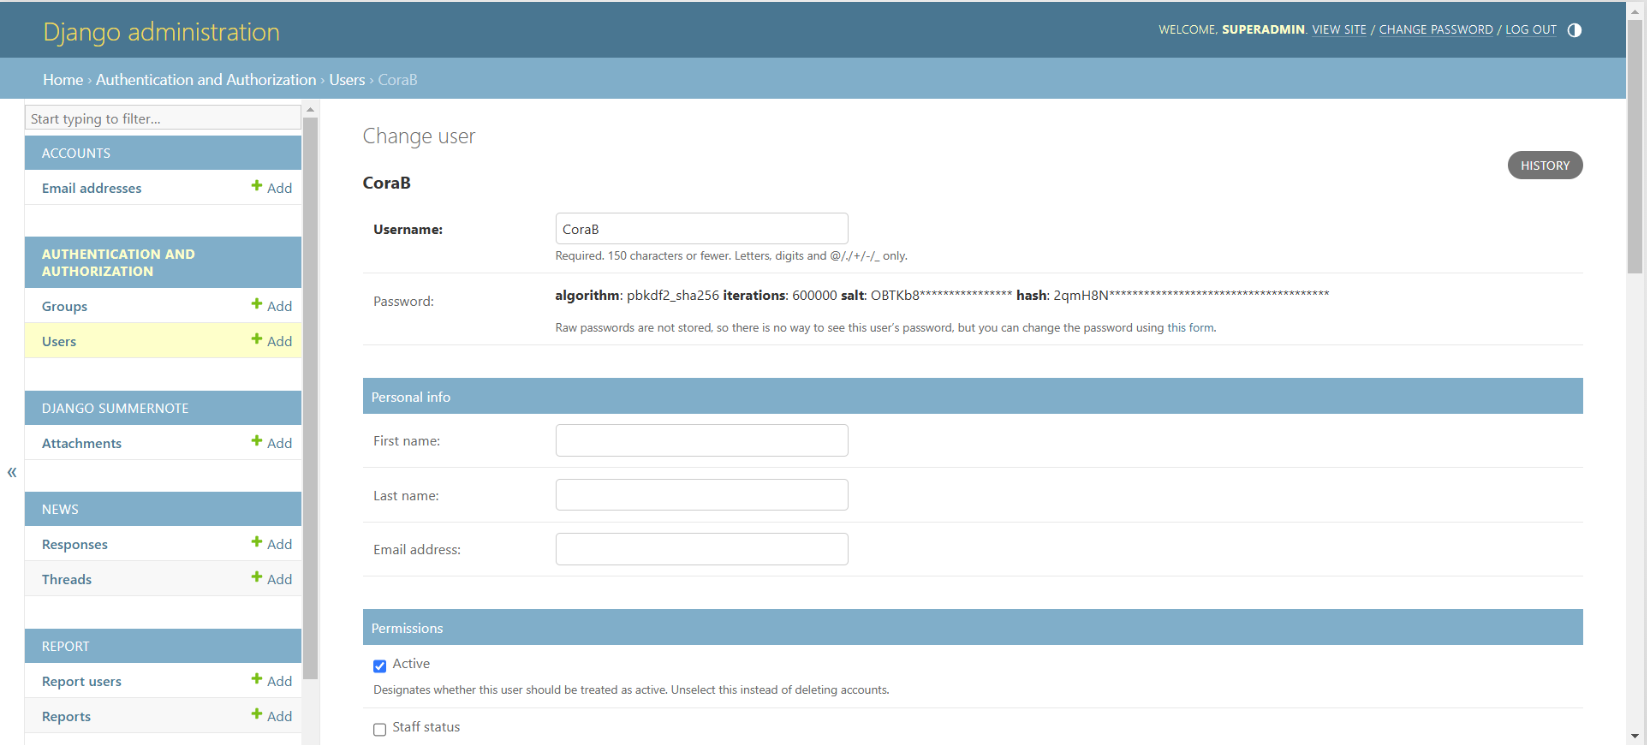 Django administration
WELCOME, SUPERADMIN. VIEW SITE / CHANGE PASSWORD / LOG OUT
Home › Authentication and Authorization › Users › CoraB
Start typing to filter...
ACCOUNTS
Email addresses + Add
AUTHENTICATION AND
AUTHORIZATION
Groups + Add
Users + Add
DJANGO SUMMERNOTE
Attachments + Add
«
NEWS
Responses + Add
Threads + Add
REPORT
Report users + Add
Reports + Add
Change user
HISTORY
CoraB
Username: CoraB
Required. 150 characters or fewer. Letters, digits and @/./+/-/_ only.
Password: algorithm: pbkdf2_sha256 iterations: 600000 salt: OBTKb8**************** hash: 2qmH8N**************************************
Raw passwords are not stored, so there is no way to see this user's password, but you can change the password using this form.
Personal info
First name:
Last name:
Email address:
Permissions
Active
Designates whether this user should be treated as active. Unselect this instead of deleting accounts.
Staff status